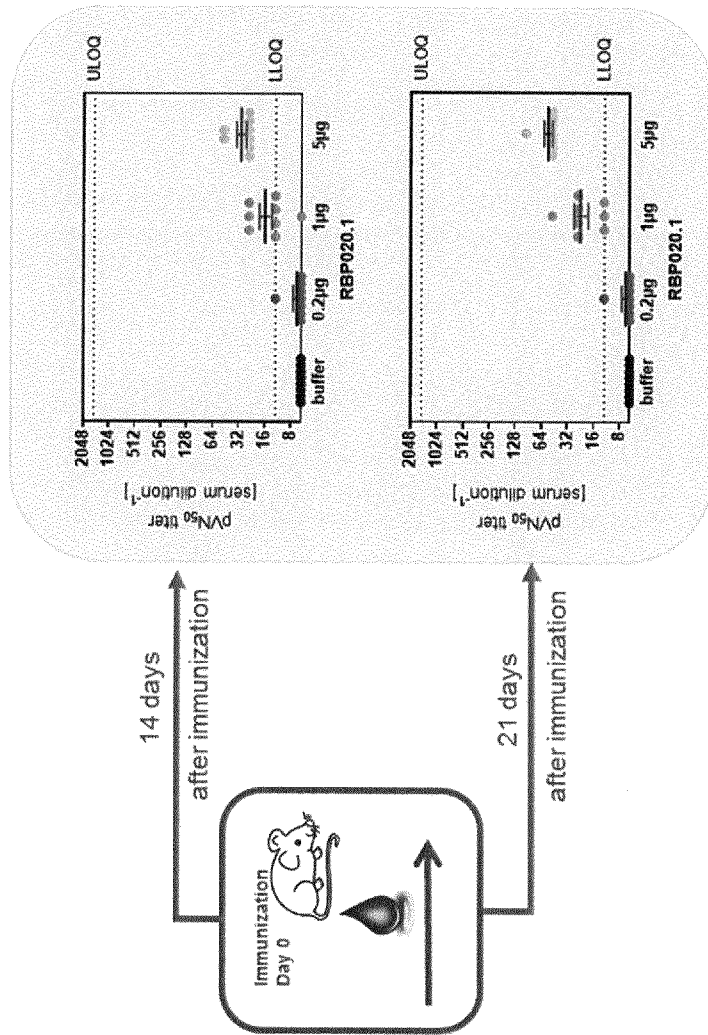 Immunization
Day 0
14 days
after immunization
pVN₅₀ titer
[serum dilution⁻¹]
2048
1024
512
256
128
64
32
16
8
ULOQ
LLOQ
buffer
0.2µg
1µg
5µg
RBP020.1
21 days
after immunization
pVN₅₀ titer
[serum dilution⁻¹]
2048
1024
512
256
128
64
32
16
8
ULOQ
LLOQ
buffer
0.2µg
1µg
5µg
RBP020.1